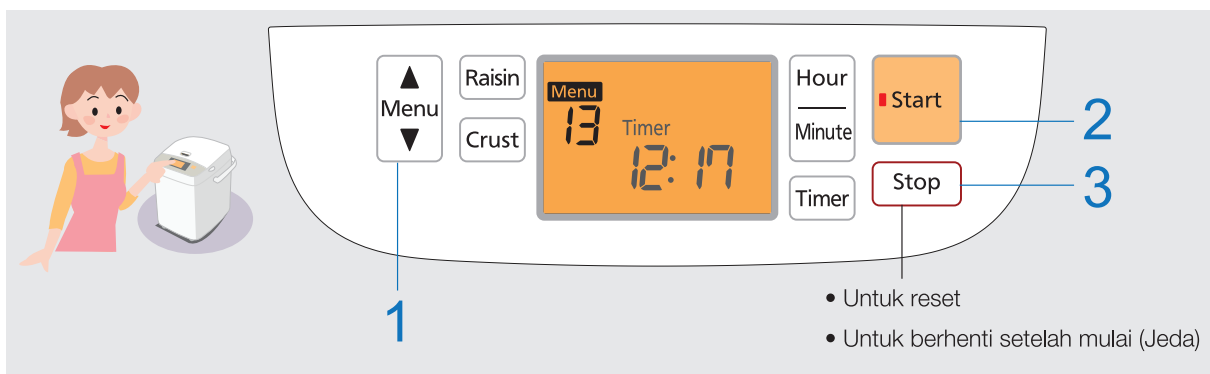 Menu
Raisin
Crust
Menu
13
Timer
12:17
Hour
Minute
Timer
Start
Stop
1
2
3
• Untuk reset
• Untuk berhenti setelah mulai (Jeda)